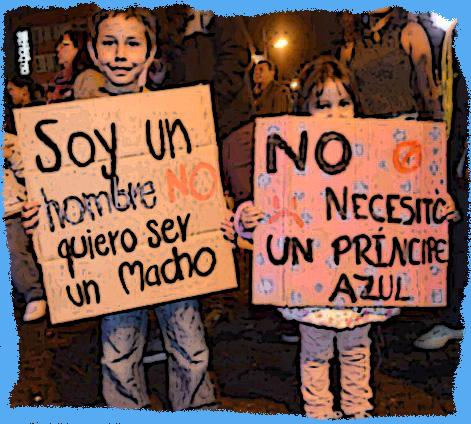 Soy un
hombre NO
quiero ser
un Macho
NO
NECESITO
UN PRÍNCIPE
AZUL